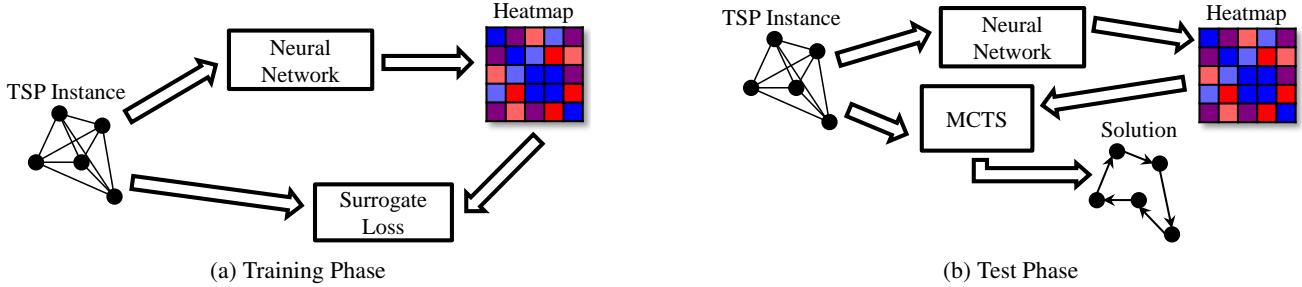 TSP Instance
Neural
Network
Heatmap
Surrogate
Loss
(a) Training Phase
TSP Instance
Neural
Network
Heatmap
MCTS
Solution
(b) Test Phase